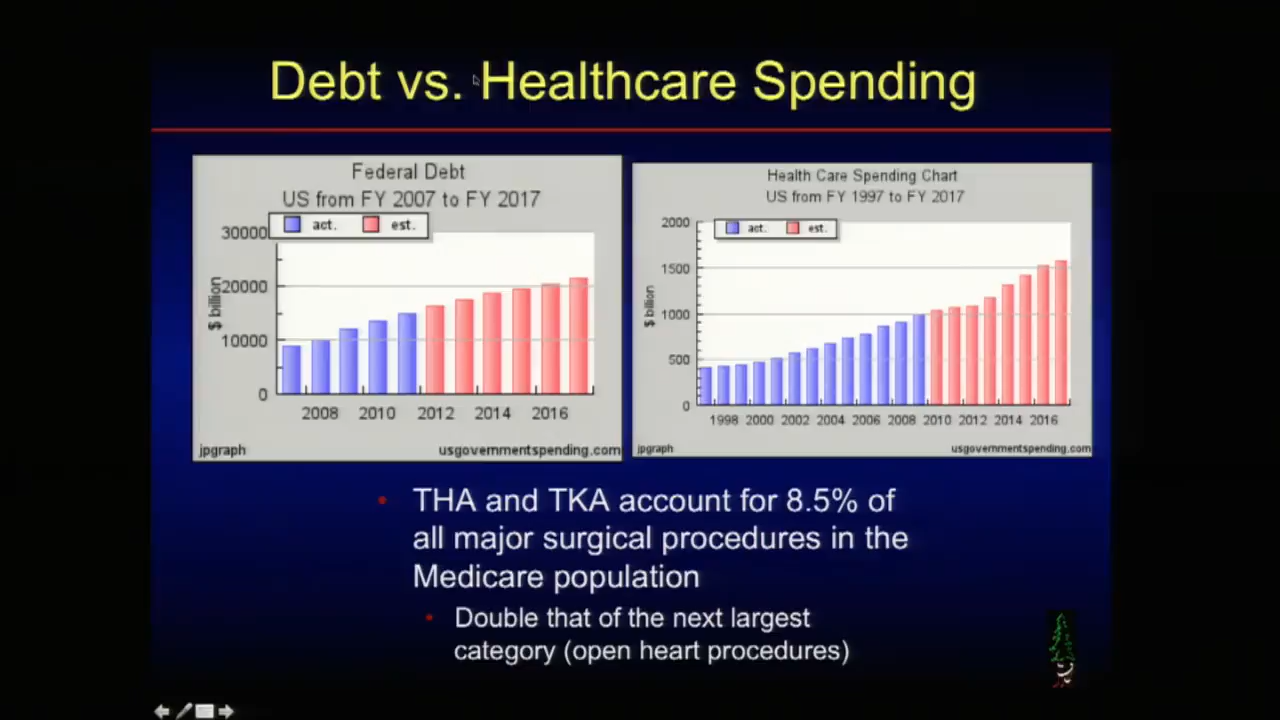 Debt vs. Healthcare Spending
Federal Debt
US from FY 2007 to FY 2017
act. est.
$ billion
30000
20000
10000
0
2008 2010 2012 2014 2016
jpgraph usgovernmentspending.com
Health Care Spending Chart
US from FY 1997 to FY 2017
act. est.
$ billion
2000
1500
1000
500
0
1998 2000 2002 2004 2006 2008 2010 2012 2014 2016
jpgraph usgovernmentspending.com
• THA and TKA account for 8.5% of
all major surgical procedures in the
Medicare population
• Double that of the next largest
category (open heart procedures)